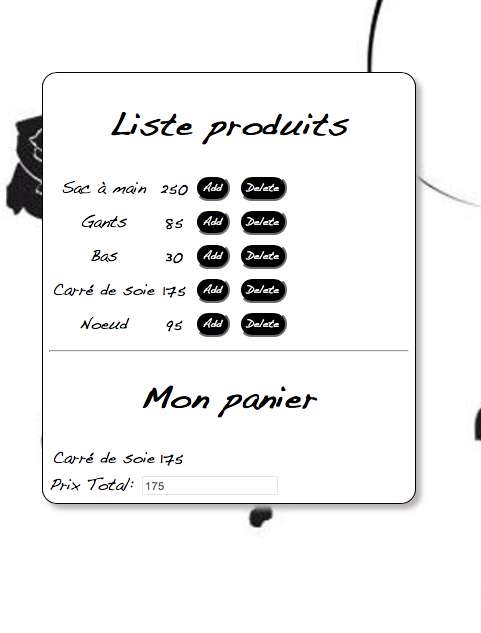 Liste produits
Sac à main 250 Add Delete
Gants 85 Add Delete
Bas 30 Add Delete
Carré de soie 175 Add Delete
Noeud 95 Add Delete
Mon panier
Carré de soie 175
Prix Total: 175